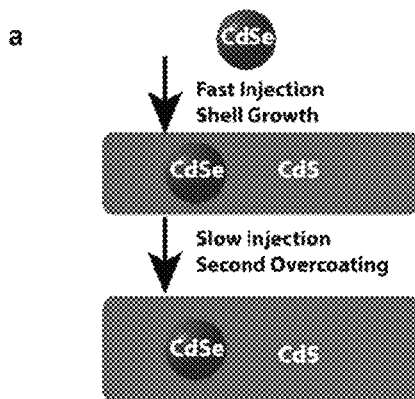 a
CdSe
Fast Injection
Shell Growth
CdSe CdS
Slow Injection
Second Overcoating
CdSe CdS